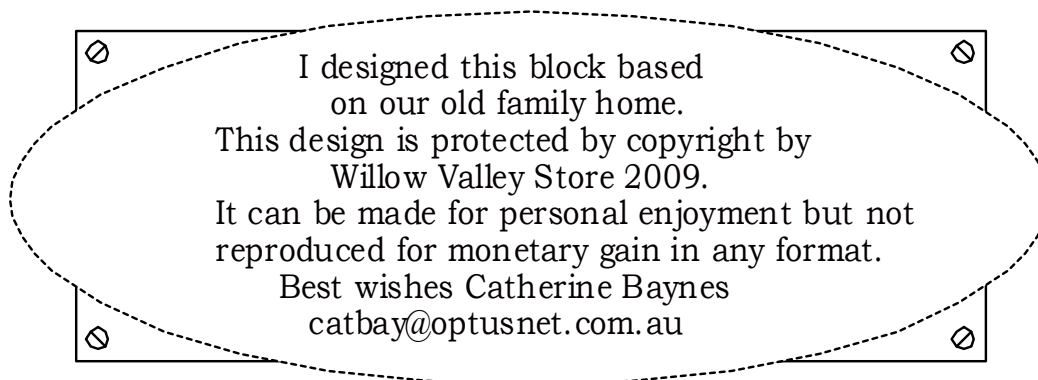 I designed this block based
on our old family home.
This design is protected by copyright by
Willow Valley Store 2009.
It can be made for personal enjoyment but not
reproduced for monetary gain in any format.
Best wishes Catherine Baynes
catbay@optusnet.com.au